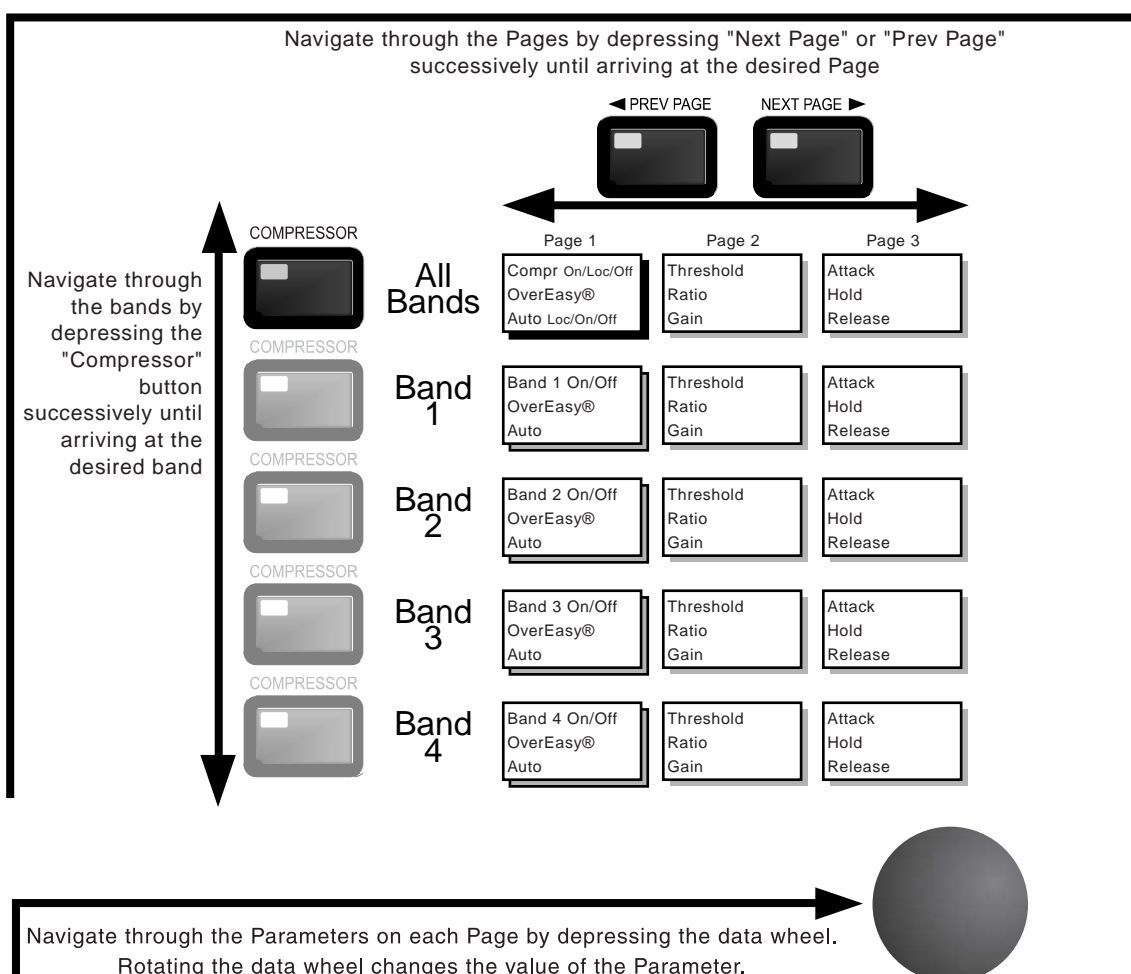 Navigate through the Pages by depressing "Next Page" or "Prev Page"
successively until arriving at the desired Page
PREV PAGE
NEXT PAGE
Navigate through
the bands by
depressing the
"Compressor"
button
successively until
arriving at the
desired band
Page 1
Page 2
Page 3
COMPRESSOR
All
Bands
Compr On/Loc/Off
OverEasy®
Auto Loc/On/Off
Threshold
Ratio
Gain
Attack
Hold
Release
COMPRESSOR
Band
1
Band 1 On/Off
OverEasy®
Auto
Threshold
Ratio
Gain
Attack
Hold
Release
COMPRESSOR
Band
2
Band 2 On/Off
OverEasy®
Auto
Threshold
Ratio
Gain
Attack
Hold
Release
COMPRESSOR
Band
3
Band 3 On/Off
OverEasy®
Auto
Threshold
Ratio
Gain
Attack
Hold
Release
COMPRESSOR
Band
4
Band 4 On/Off
OverEasy®
Auto
Threshold
Ratio
Gain
Attack
Hold
Release
Navigate through the Parameters on each Page by depressing the data wheel.
Rotating the data wheel changes the value of the Parameter.